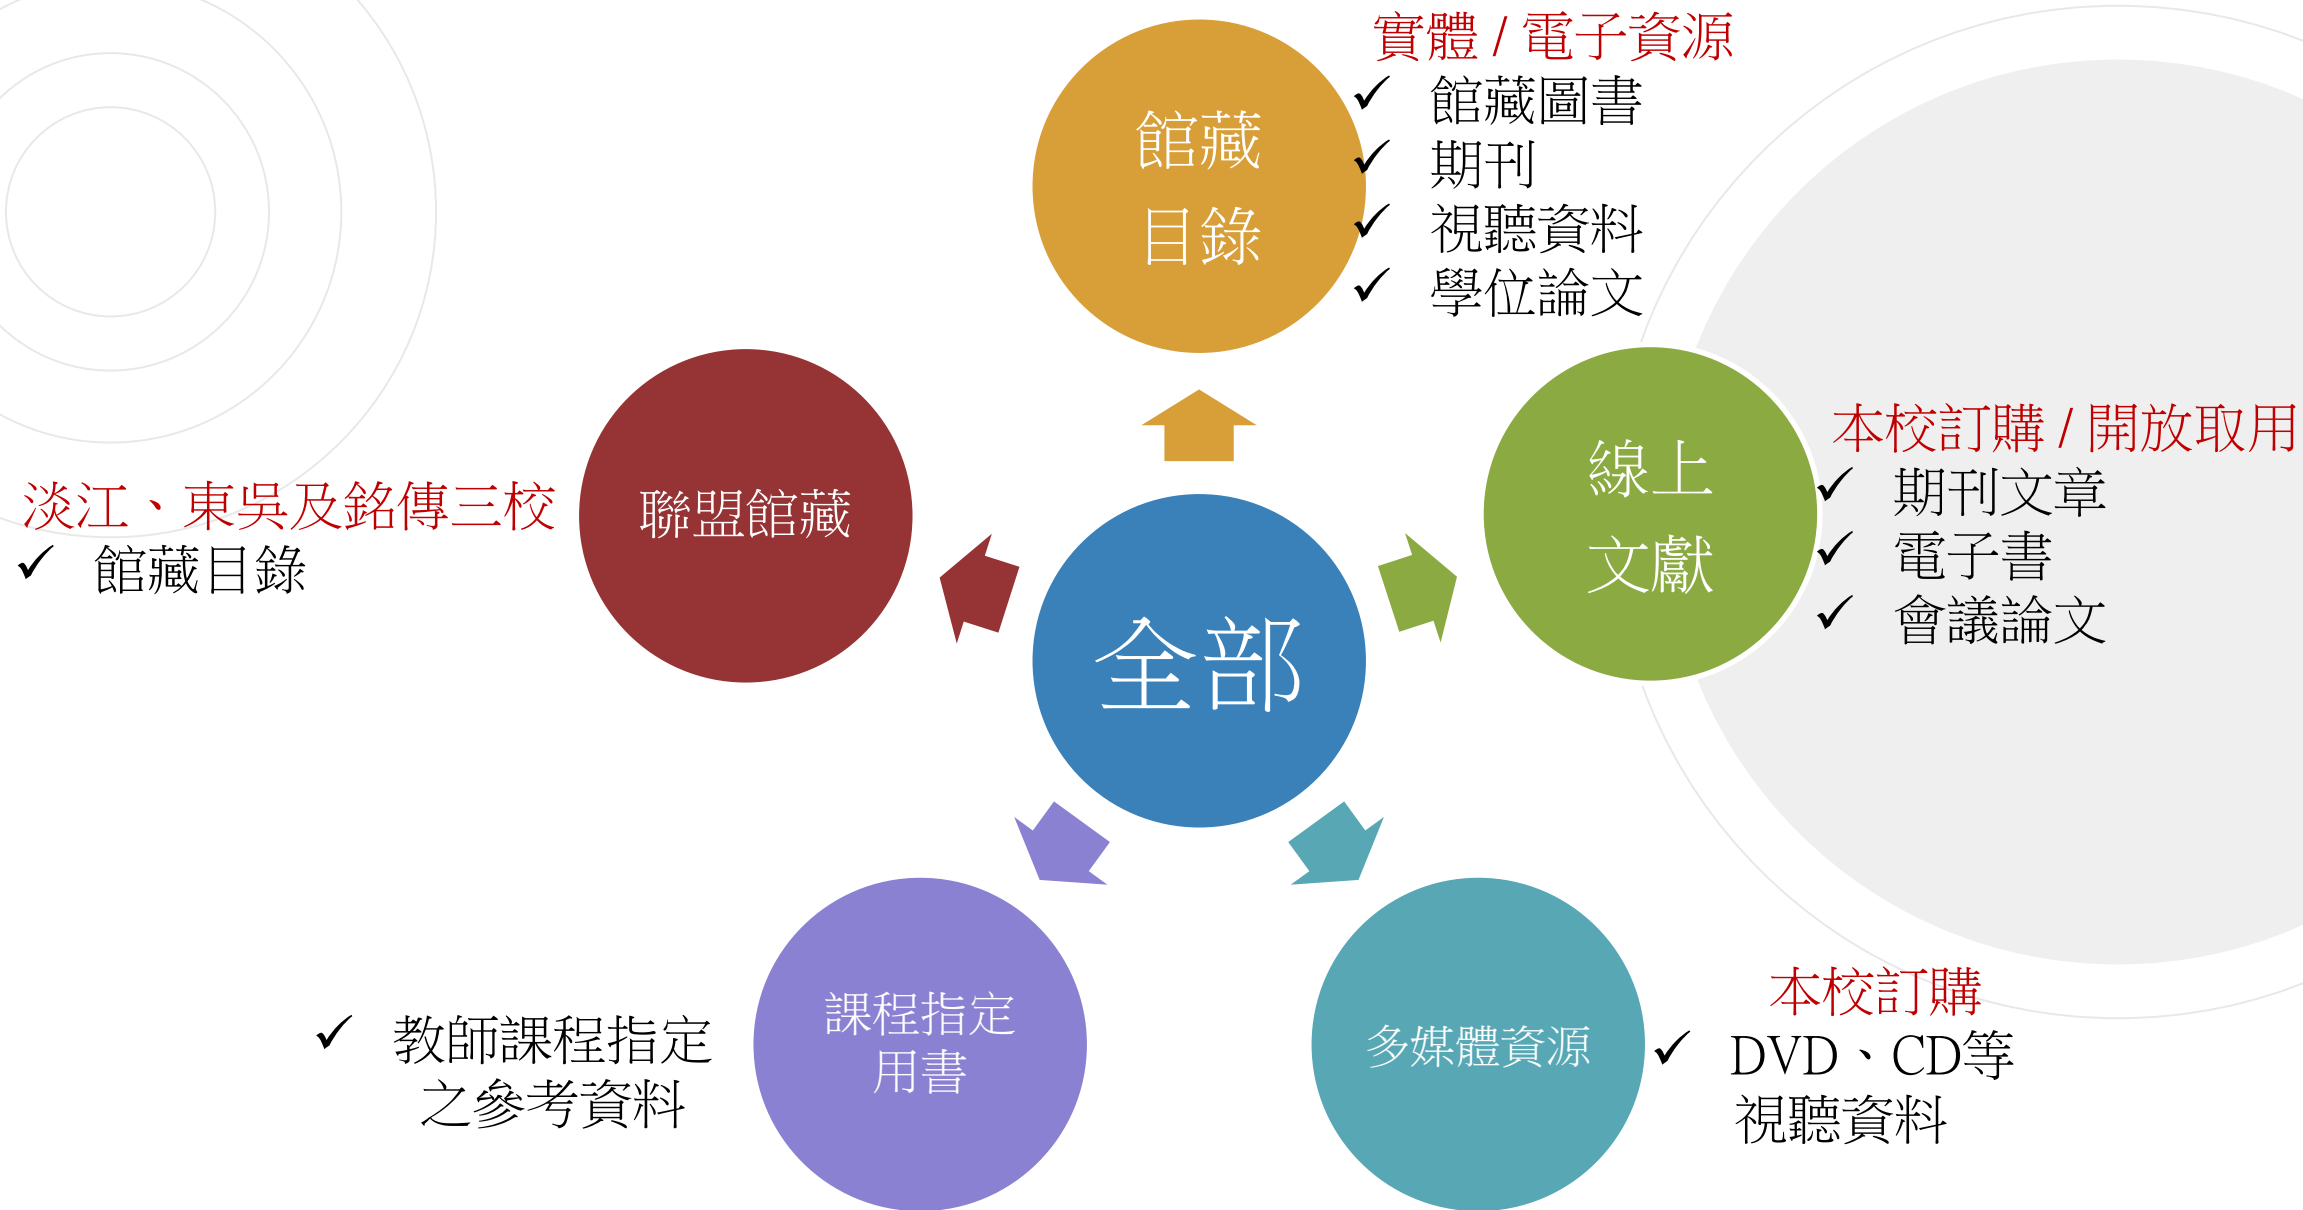 實體 / 電子資源
✓ 館藏圖書
✓ 期刊
✓ 視聽資料
✓ 學位論文
館藏
目錄
本校訂購 / 開放取用
✓ 期刊文章
✓ 電子書
✓ 會議論文
線上
文獻
淡江、東吳及銘傳三校
✓ 館藏目錄
聯盟館藏
全部
課程指定
用書
✓ 教師課程指定
之參考資料
多媒體資源
本校訂購
✓ DVD、CD等
視聽資料